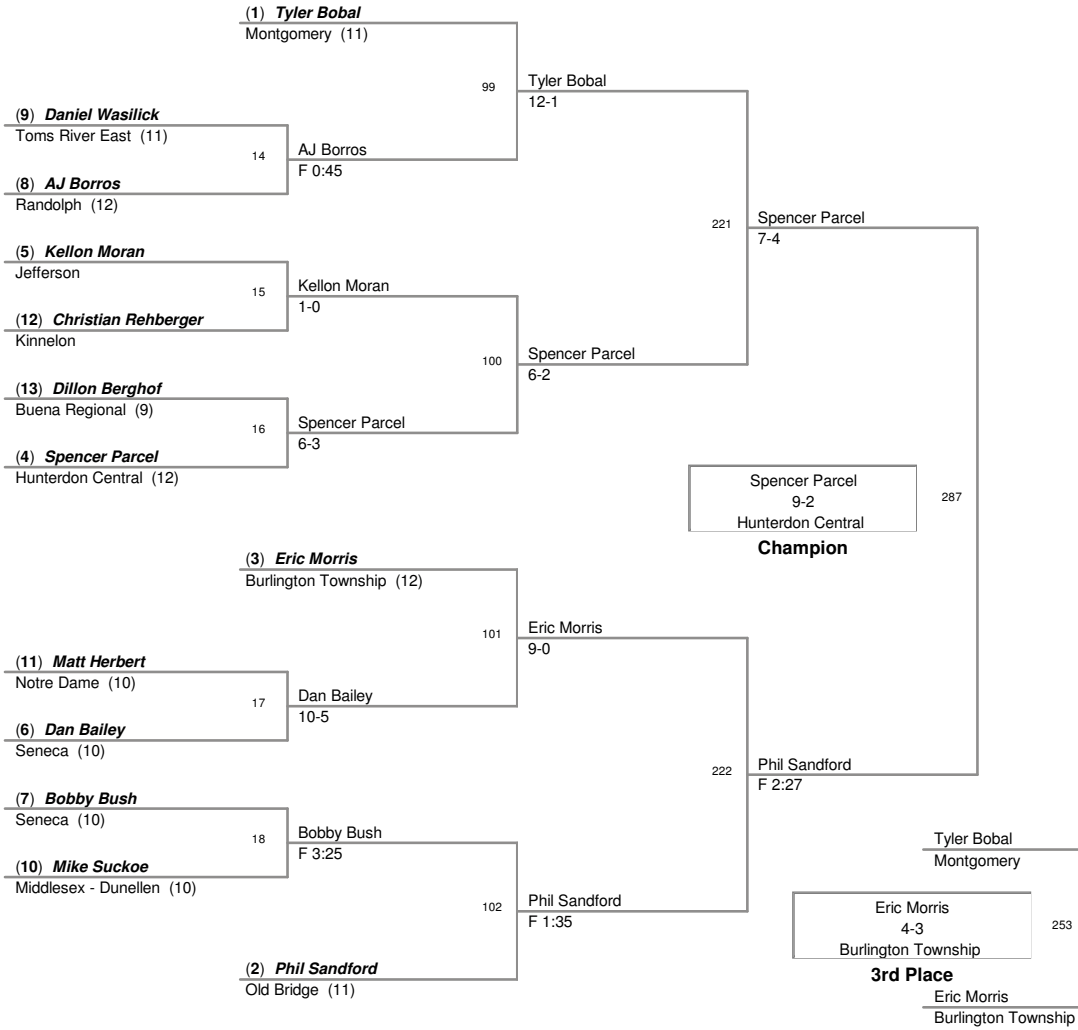 (1) Tyler Bobal
Montgomery (11)
99
Tyler Bobal
12-1
(9) Daniel Wasilick
Toms River East (11)
14
AJ Borros
F 0:45
(8) AJ Borros
Randolph (12)
221
Spencer Parcel
7-4
(5) Kellon Moran
Jefferson
15
Kellon Moran
1-0
(12) Christian Rehberger
Kinnelon
100
Spencer Parcel
6-2
(13) Dillon Berghof
Buena Regional (9)
16
Spencer Parcel
6-3
(4) Spencer Parcel
Hunterdon Central (12)
Spencer Parcel
9-2
Hunterdon Central
287
Champion
(3) Eric Morris
Burlington Township (12)
101
Eric Morris
9-0
(11) Matt Herbert
Notre Dame (10)
17
Dan Bailey
10-5
(6) Dan Bailey
Seneca (10)
222
Phil Sandford
F 2:27
(7) Bobby Bush
Seneca (10)
18
Bobby Bush
F 3:25
(10) Mike Suckoe
Middlesex - Dunellen (10)
102
Phil Sandford
F 1:35
(2) Phil Sandford
Old Bridge (11)
Tyler Bobal
Montgomery
Eric Morris
4-3
Burlington Township
253
3rd Place
Eric Morris
Burlington Township